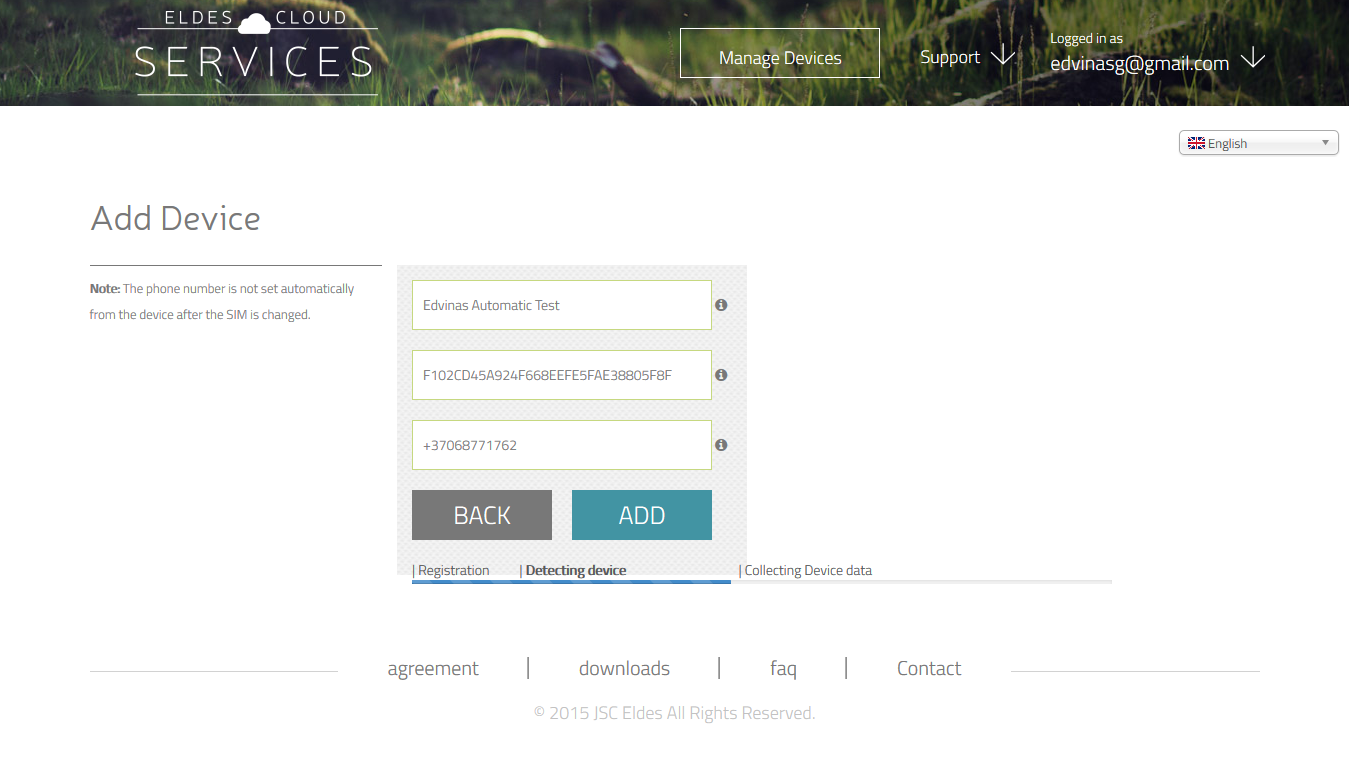 ELDES CLOUD
SERVICES
Manage Devices
Support
Logged in as
edvinasg@gmail.com
English
Add Device
Note: The phone number is not set automatically
from the device after the SIM is changed.
Edvinas Automatic Test
F102CD45A924F668EEFE5FAE38805F8F
+37068771762
BACK
ADD
| Registration
| Detecting device
| Collecting Device data
agreement | downloads | faq | Contact
© 2015 JSC Eldes All Rights Reserved.